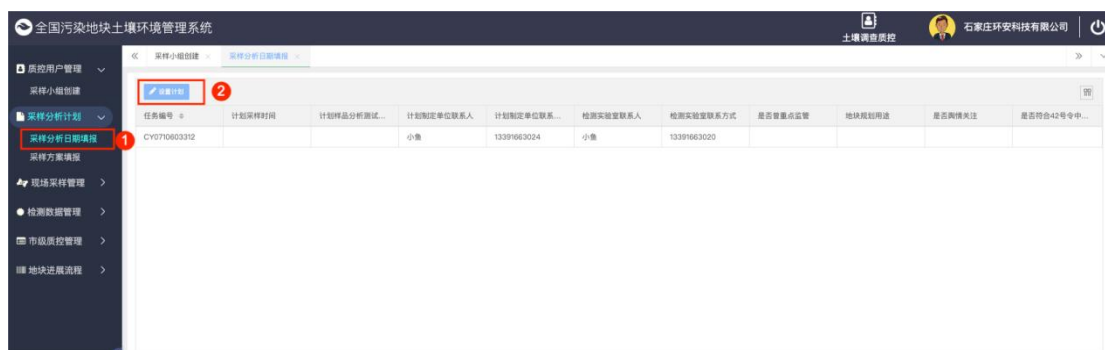 全国污染地块土壤环境管理系统
土壤调查质控
石家庄环安科技有限公司
质控用户管理
采样小组创建
采样分析计划
采样分析日期填报
采样方案填报
现场采样管理
检测数据管理
市级质控管理
地块进展流程
采样小组创建 × 采样分析日期填报 ×
设置计划 2
1
任务编号 计划采样时间 计划样品分析测试... 计划制定单位联系人 计划制定单位联系... 检测实验室联系人 检测实验室联系方式 是否曾重点监管 地块规划用途 是否舆情关注 是否符合42号令中...
CY0710603312 小鱼 13391663024 小鱼 13391663020